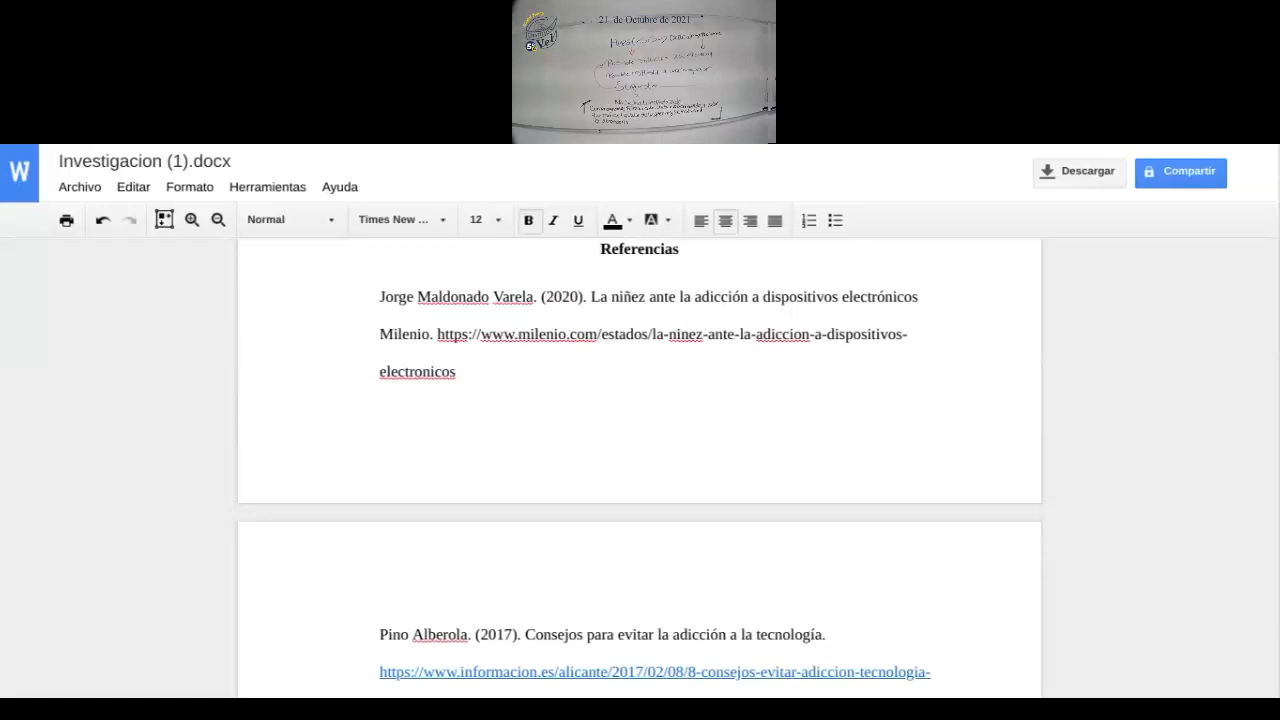 21 de Octubre de 2021
Investigacion (1).docx
Descargar
Compartir
Archivo Editar Formato Herramientas Ayuda
Normal Times New ... 12 B I U A A
Referencias
Jorge Maldonado Varela. (2020). La niñez ante la adicción a dispositivos electrónicos
Milenio. https://www.milenio.com/estados/la-ninez-ante-la-adiccion-a-dispositivos-
electronicos
Pino Alberola. (2017). Consejos para evitar la adicción a la tecnología.
https://www.informacion.es/alicante/2017/02/08/8-consejos-evitar-adiccion-tecnologia-